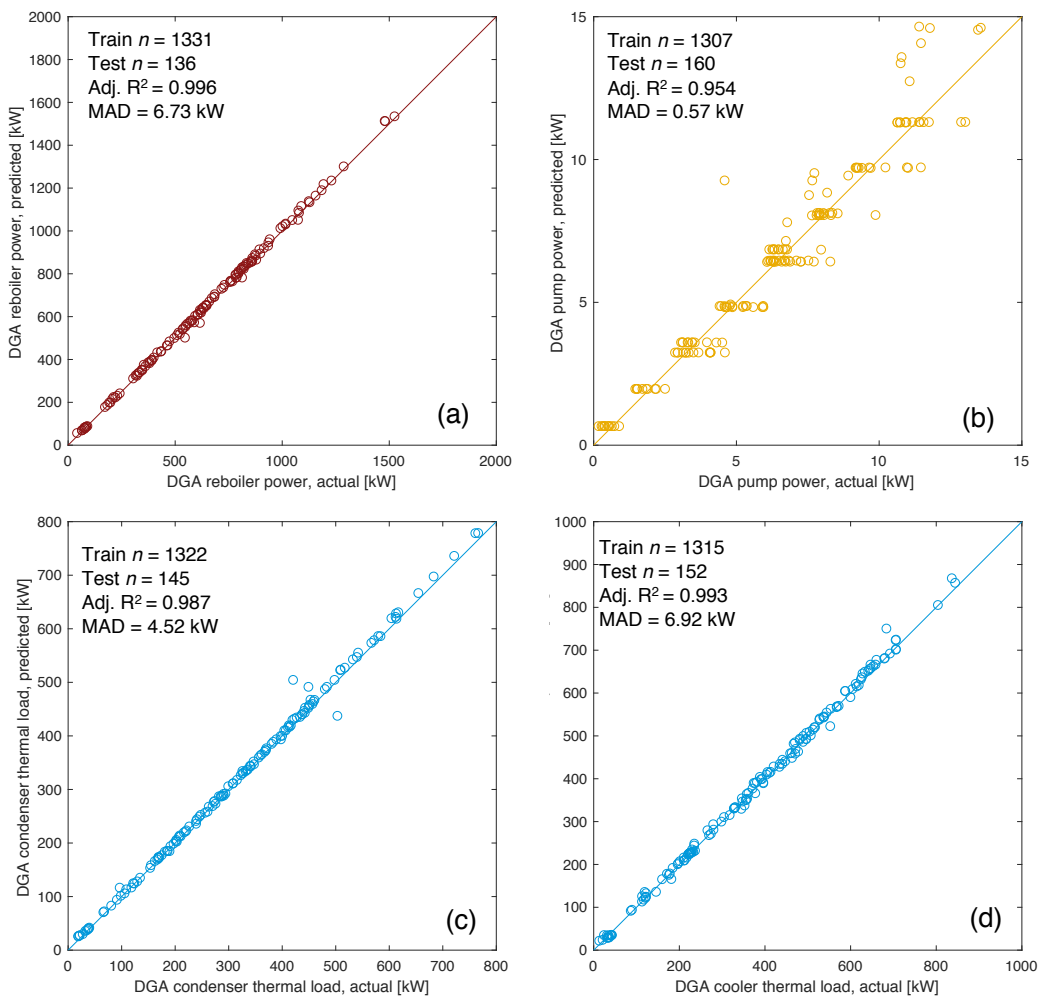 2000
1800
1600
1400
1200
1000
800
600
400
200
0
DGA reboiler power, predicted [kW]
Train n = 1331
Test n = 136
Adj. R² = 0.996
MAD = 6.73 kW
(a)
0 500 1000 1500 2000
DGA reboiler power, actual [kW]
15
10
5
0
DGA pump power, predicted [kW]
Train n = 1307
Test n = 160
Adj. R² = 0.954
MAD = 0.57 kW
(b)
0 5 10 15
DGA pump power, actual [kW]
800
700
600
500
400
300
200
100
0
DGA condenser thermal load, predicted [kW]
Train n = 1322
Test n = 145
Adj. R² = 0.987
MAD = 4.52 kW
(c)
0 100 200 300 400 500 600 700 800
DGA condenser thermal load, actual [kW]
1000
900
800
700
600
500
400
300
200
100
0
Train n = 1315
Test n = 152
Adj. R² = 0.993
MAD = 6.92 kW
(d)
0 200 400 600 800 1000
DGA cooler thermal load, actual [kW]